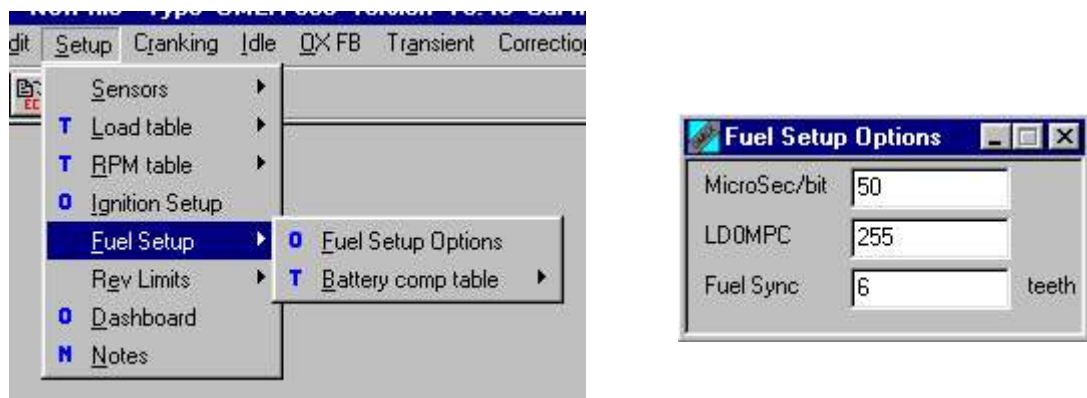 dit Setup Cranking Idle OX FB Transient Correctio
Sensors
T Load table
T RPM table
O Ignition Setup
Fuel Setup
Rev Limits
O Dashboard
N Notes
O Fuel Setup Options
T Battery comp table
Fuel Setup Options
MicroSec/bit 50
LD0MPC 255
Fuel Sync 6 teeth